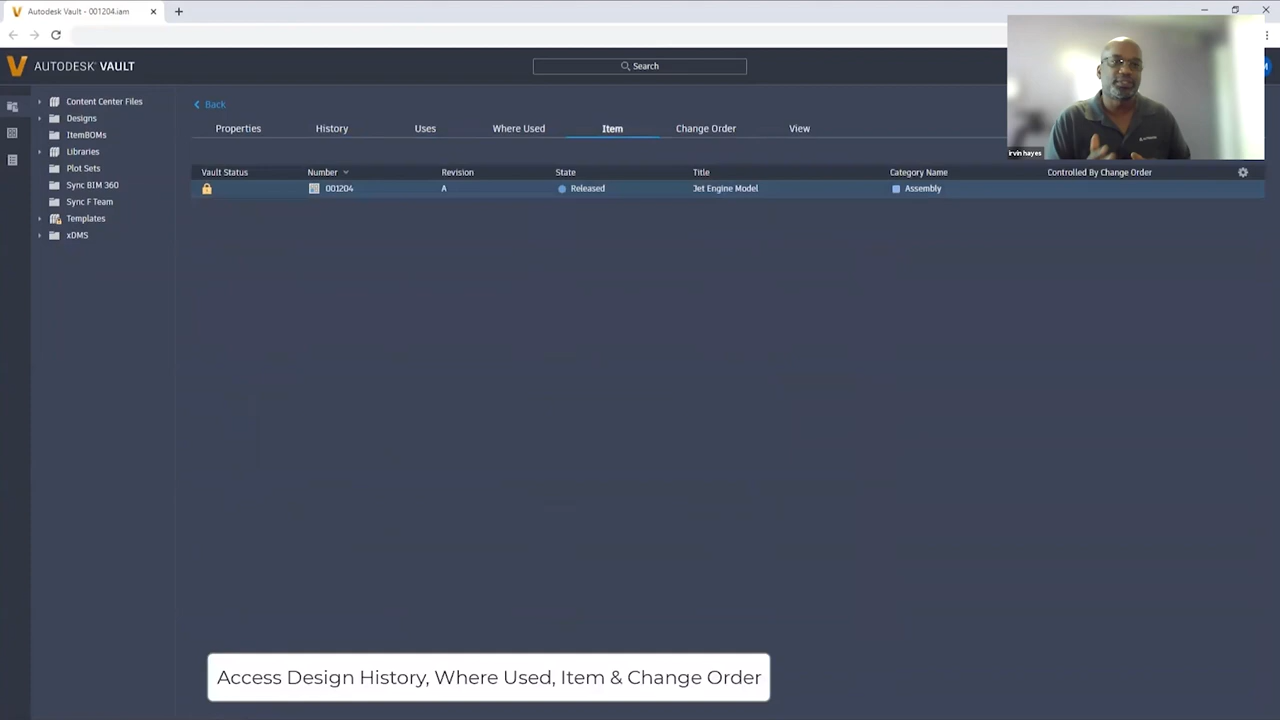 Autodesk Vault - 001204.iam
AUTODESK® VAULT
Search
Content Center Files
Designs
ItemBOMs
Libraries
Plot Sets
Sync BIM 360
Sync F Team
Templates
xDMS
Back
Properties History Uses Where Used Item Change Order View
Vault Status Number Revision State Title Category Name Controlled By Change Order
001204 A Released Jet Engine Model Assembly
irvin hayes
Access Design History, Where Used, Item & Change Order